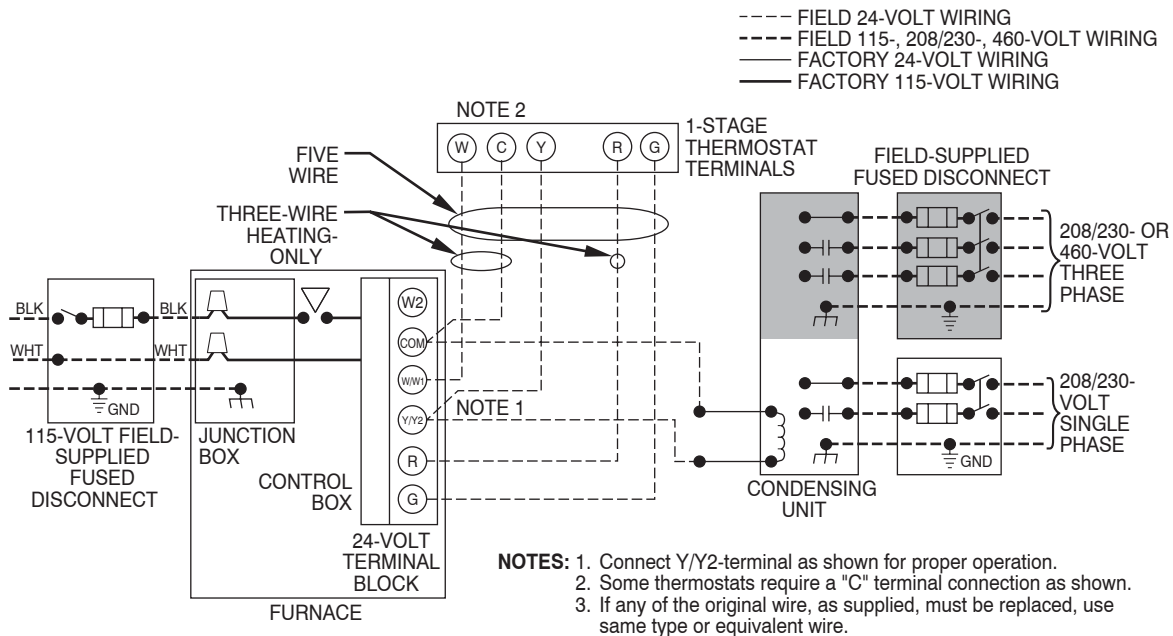 FIELD 24-VOLT WIRING
FIELD 115-, 208/230-, 460-VOLT WIRING
FACTORY 24-VOLT WIRING
FACTORY 115-VOLT WIRING
NOTE 2
W C Y R G
1-STAGE
THERMOSTAT
TERMINALS
FIVE
WIRE
THREE-WIRE
HEATING-
ONLY
FIELD-SUPPLIED
FUSED DISCONNECT
208/230- OR
460-VOLT
THREE
PHASE
BLK
BLK
WHT
WHT
GND
W2
COM
W/W1
Y/Y2
R
G
NOTE 1
208/230-
VOLT
SINGLE
PHASE
GND
115-VOLT FIELD-
SUPPLIED
FUSED
DISCONNECT
JUNCTION
BOX
CONTROL
BOX
24-VOLT
TERMINAL
BLOCK
FURNACE
CONDENSING
UNIT
NOTES: 1. Connect Y/Y2-terminal as shown for proper operation.
2. Some thermostats require a "C" terminal connection as shown.
3. If any of the original wire, as supplied, must be replaced, use
same type or equivalent wire.